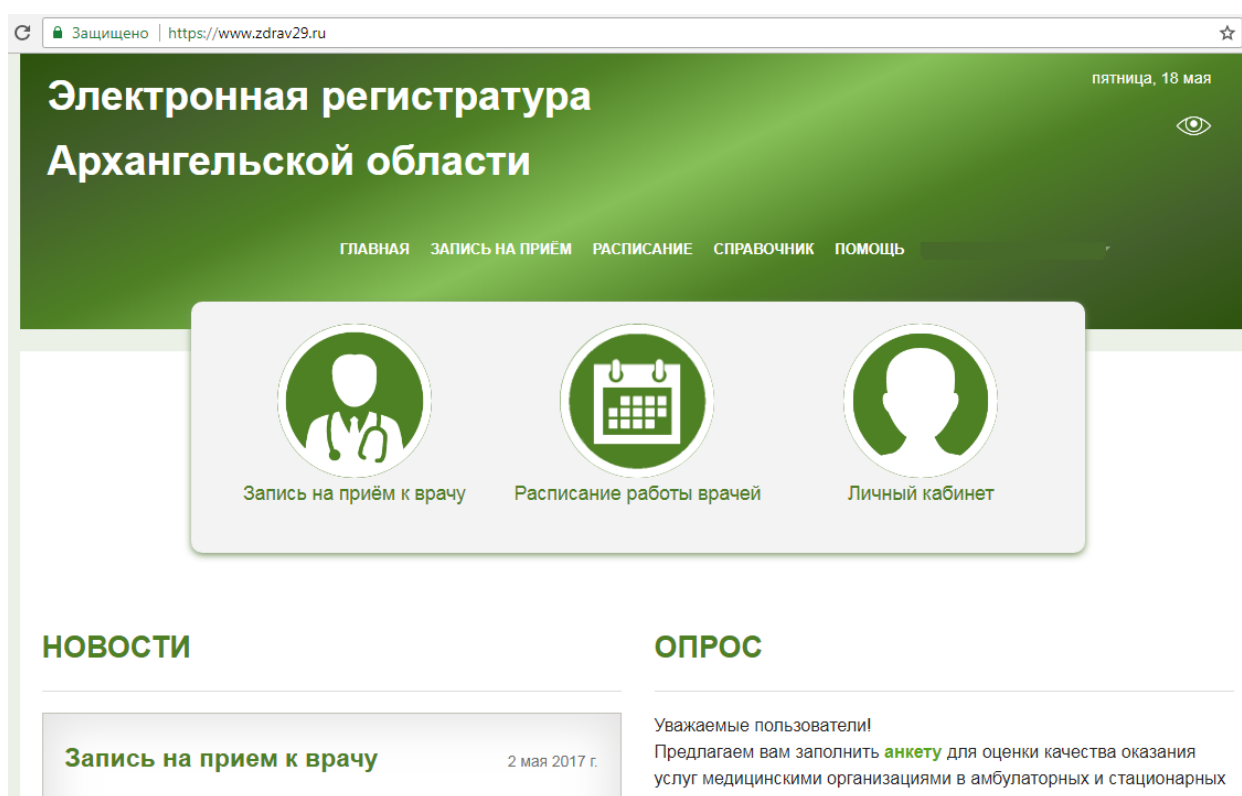 Защищено | https://www.zdrav29.ru
Электронная регистратура
Архангельской области
пятница, 18 мая
ГЛАВНАЯ ЗАПИСЬ НА ПРИЁМ РАСПИСАНИЕ СПРАВОЧНИК ПОМОЩЬ
Запись на приём к врачу Расписание работы врачей Личный кабинет
НОВОСТИ
Запись на прием к врачу 2 мая 2017 г.
ОПРОС
Уважаемые пользователи!
Предлагаем вам заполнить анкету для оценки качества оказания
услуг медицинскими организациями в амбулаторных и стационарных